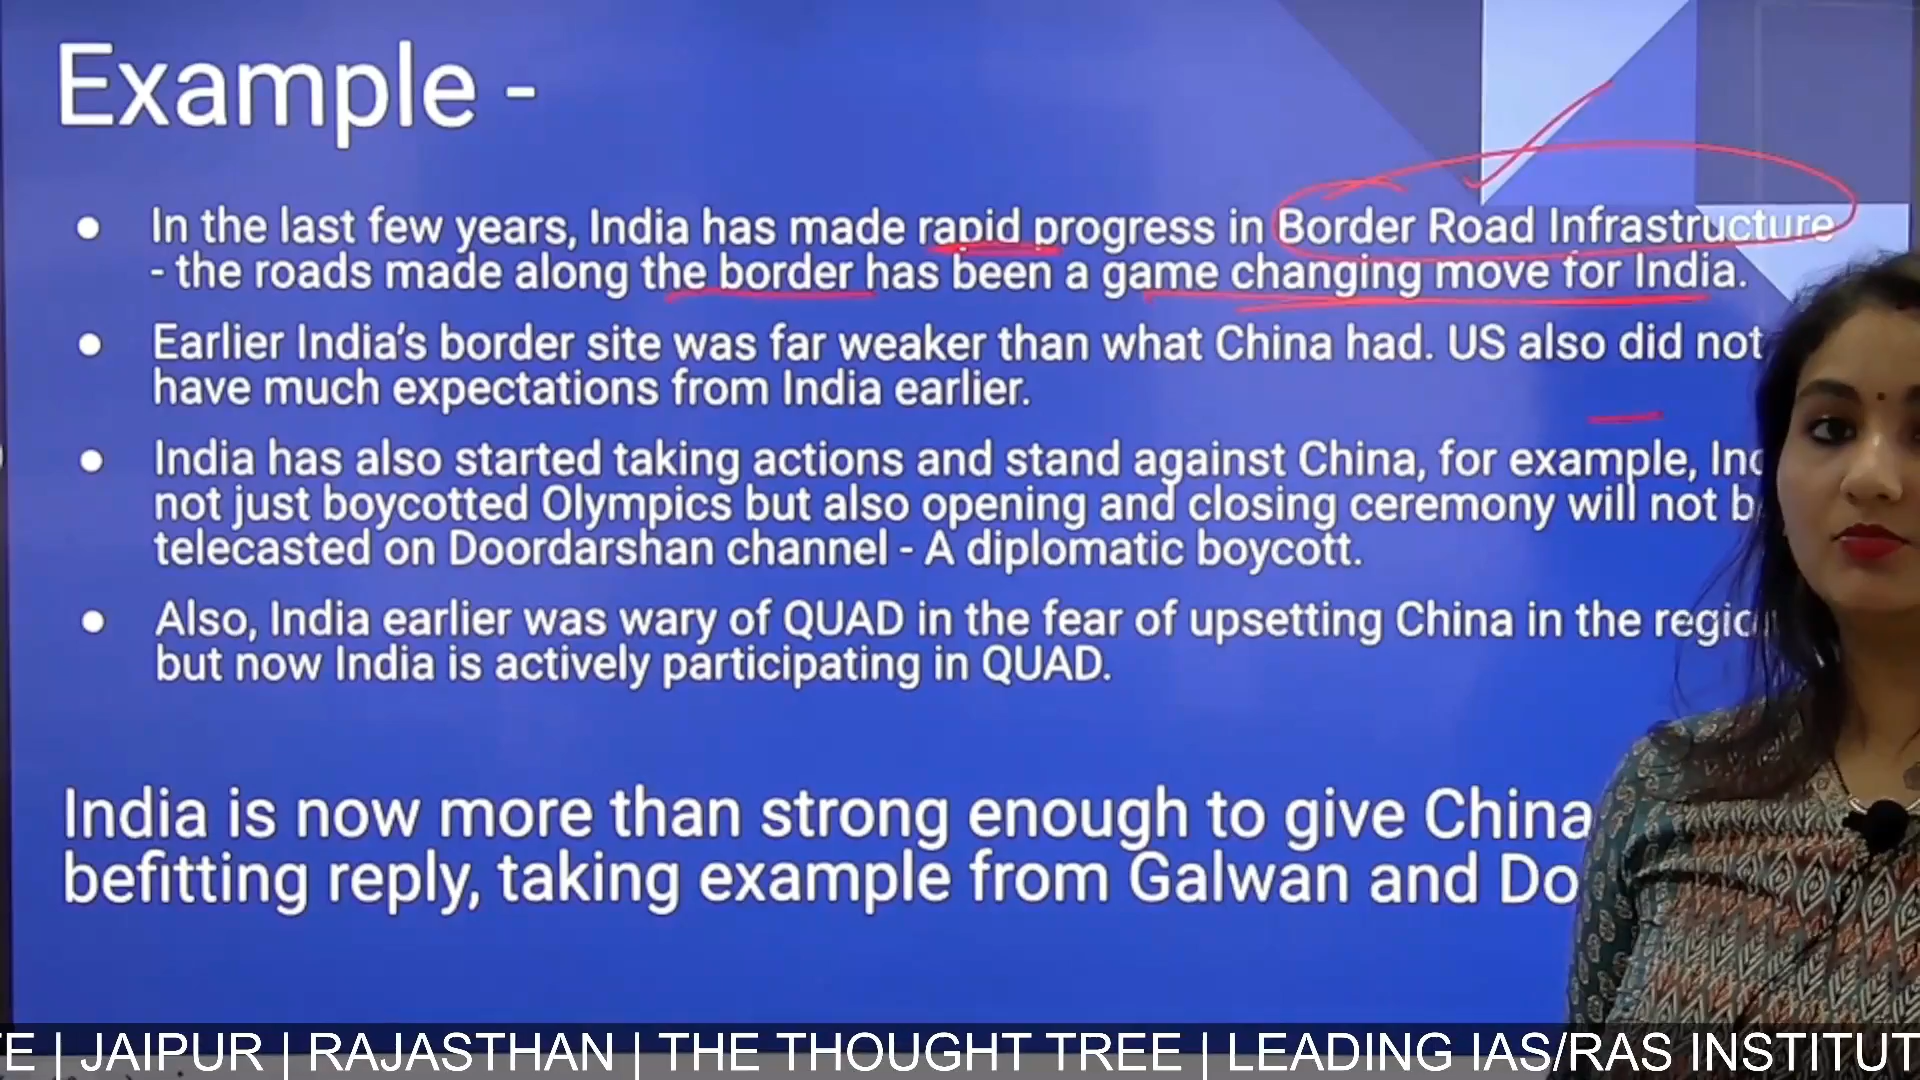 Example -
● In the last few years, India has made rapid progress in Border Road Infrastructure
- the roads made along the border has been a game changing move for India.
● Earlier India's border site was far weaker than what China had. US also did not
have much expectations from India earlier.
● India has also started taking actions and stand against China, for example,
not just boycotted Olympics but also opening and closing ceremony will not
telecasted on Doordarshan channel - A diplomatic boycott.
● Also, India earlier was wary of QUAD in the fear of upsetting China in the
but now India is actively participating in QUAD.
India is now more than strong enough to give China
befitting reply, taking example from Galwan and
| JAIPUR | RAJASTHAN | THE THOUGHT TREE | LEADING IAS/RAS